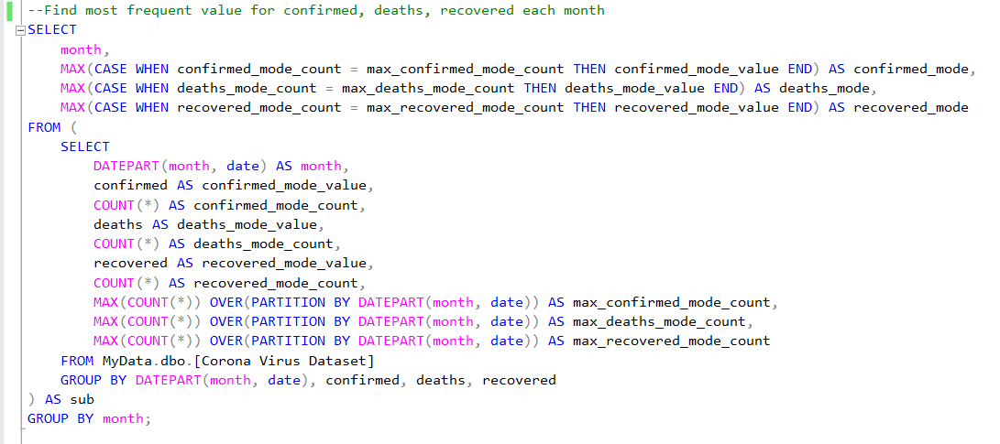 --Find most frequent value for confirmed, deaths, recovered each month
SELECT
    month,
    MAX(CASE WHEN confirmed_mode_count = max_confirmed_mode_count THEN confirmed_mode_value END) AS confirmed_mode,
    MAX(CASE WHEN deaths_mode_count = max_deaths_mode_count THEN deaths_mode_value END) AS deaths_mode,
    MAX(CASE WHEN recovered_mode_count = max_recovered_mode_count THEN recovered_mode_value END) AS recovered_mode
FROM (
    SELECT
        DATEPART(month, date) AS month,
        confirmed AS confirmed_mode_value,
        COUNT(*) AS confirmed_mode_count,
        deaths AS deaths_mode_value,
        COUNT(*) AS deaths_mode_count,
        recovered AS recovered_mode_value,
        COUNT(*) AS recovered_mode_count,
        MAX(COUNT(*)) OVER(PARTITION BY DATEPART(month, date)) AS max_confirmed_mode_count,
        MAX(COUNT(*)) OVER(PARTITION BY DATEPART(month, date)) AS max_deaths_mode_count,
        MAX(COUNT(*)) OVER(PARTITION BY DATEPART(month, date)) AS max_recovered_mode_count
    FROM MyData.dbo.[Corona Virus Dataset]
    GROUP BY DATEPART(month, date), confirmed, deaths, recovered
) AS sub
GROUP BY month;